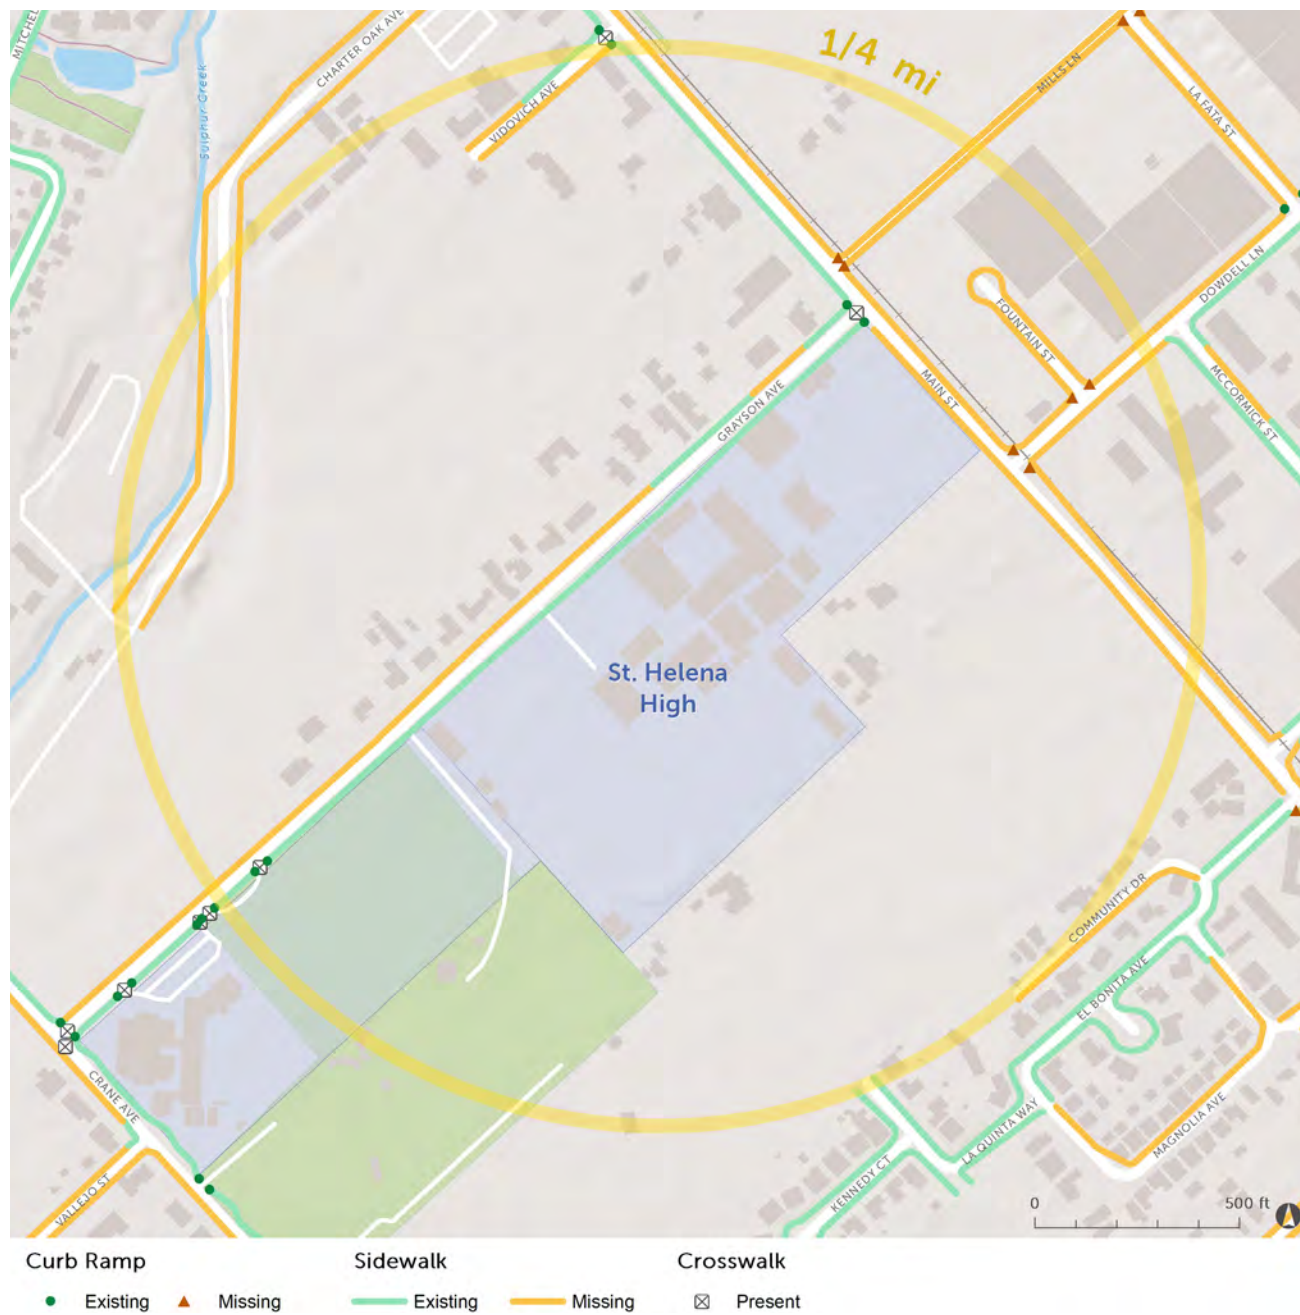 MITCHEL
CHARTER OAK AVE
Sulphur Creek
VIDOVICH AVE
1/4 mi
MILLS LN
LA FATA ST
DOWDELL LN
FOUNTAIN ST
MCCORMICK ST
MAIN ST
GRAYSON AVE
St. Helena
High
COMMUNITY DR
EL BONITA AVE
CRANE AVE
LA QUINTA WAY
MAGNOLIA AVE
KENNEDY CT
VALLEJO ST
0 500 ft
Curb Ramp Sidewalk Crosswalk
Existing Missing Existing Missing Present